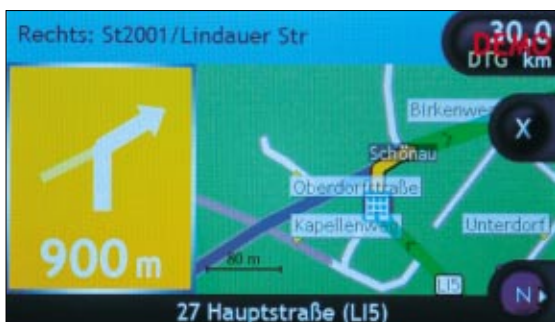 Rechts: St2001/Lindauer Str
30.0
DEMO
DTG km
Birkenweg
X
Schönau
Oberdorfstraße
Kapellenweg
Unterdorf
900 m
80 m
LI5
N
27 Hauptstraße (LI5)